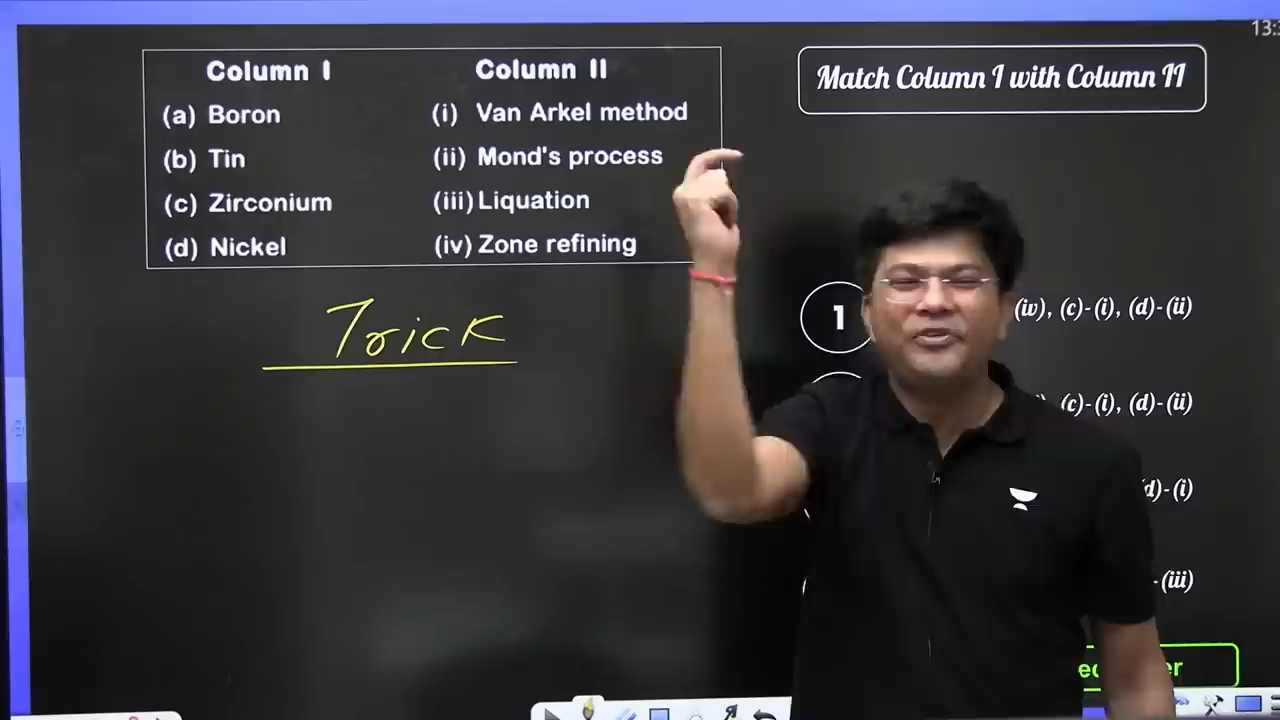 13:
Column I Column II
(a) Boron (i) Van Arkel method
(b) Tin (ii) Mond's process
(c) Zirconium (iii) Liquation
(d) Nickel (iv) Zone refining
Match Column I with Column II
Trick
1 (iv), (c)-(i), (d)-(ii)
(c)-(i), (d)-(ii)
(d)-(i)
-(iii)